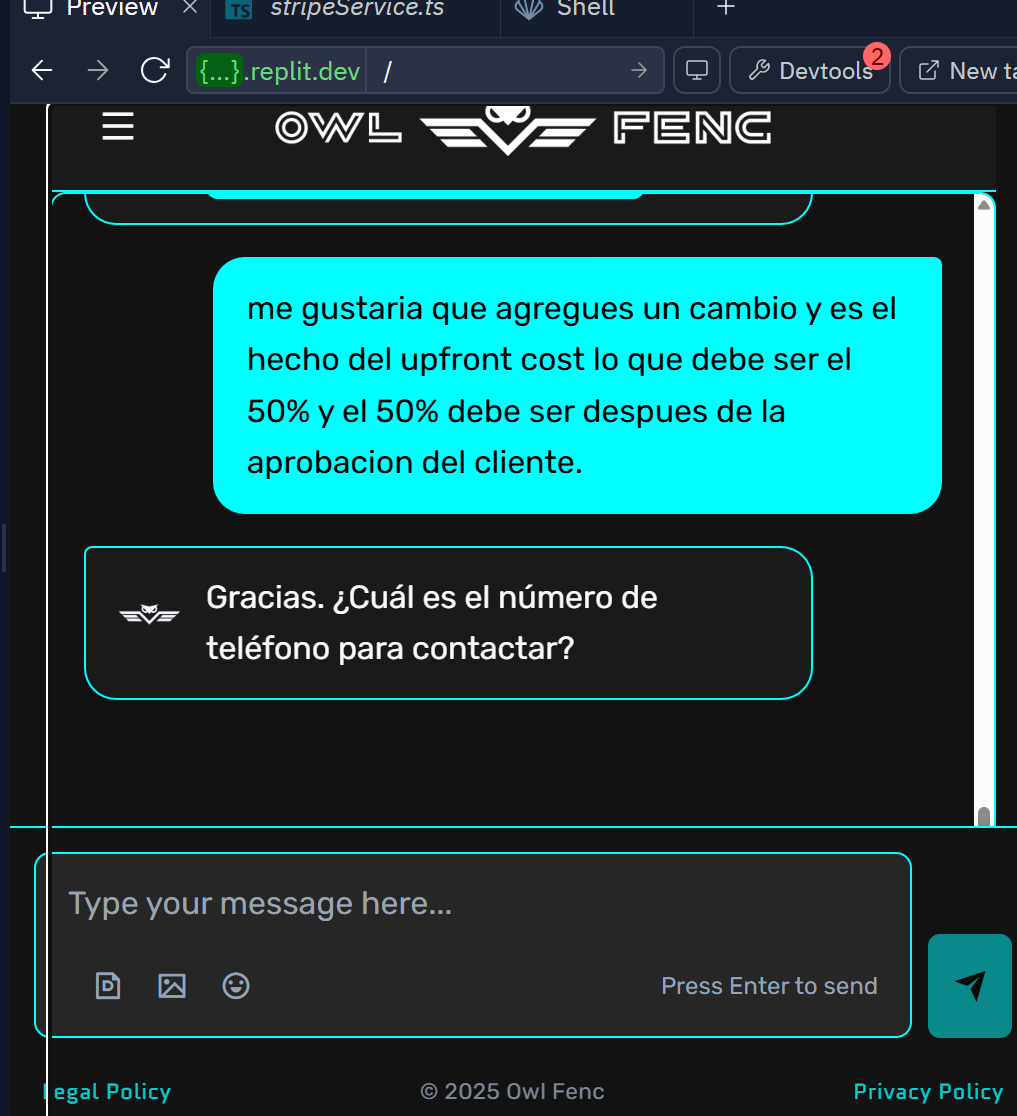 Preview
TS stripeService.ts
Shell
{...}.replit.dev /
Devtools 2
New ta
OWL FENC
me gustaria que agregues un cambio y es el
hecho del upfront cost lo que debe ser el
50% y el 50% debe ser despues de la
aprobacion del cliente.
Gracias. ¿Cuál es el número de
teléfono para contactar?
Type your message here...
Press Enter to send
Legal Policy
© 2025 Owl Fenc
Privacy Policy